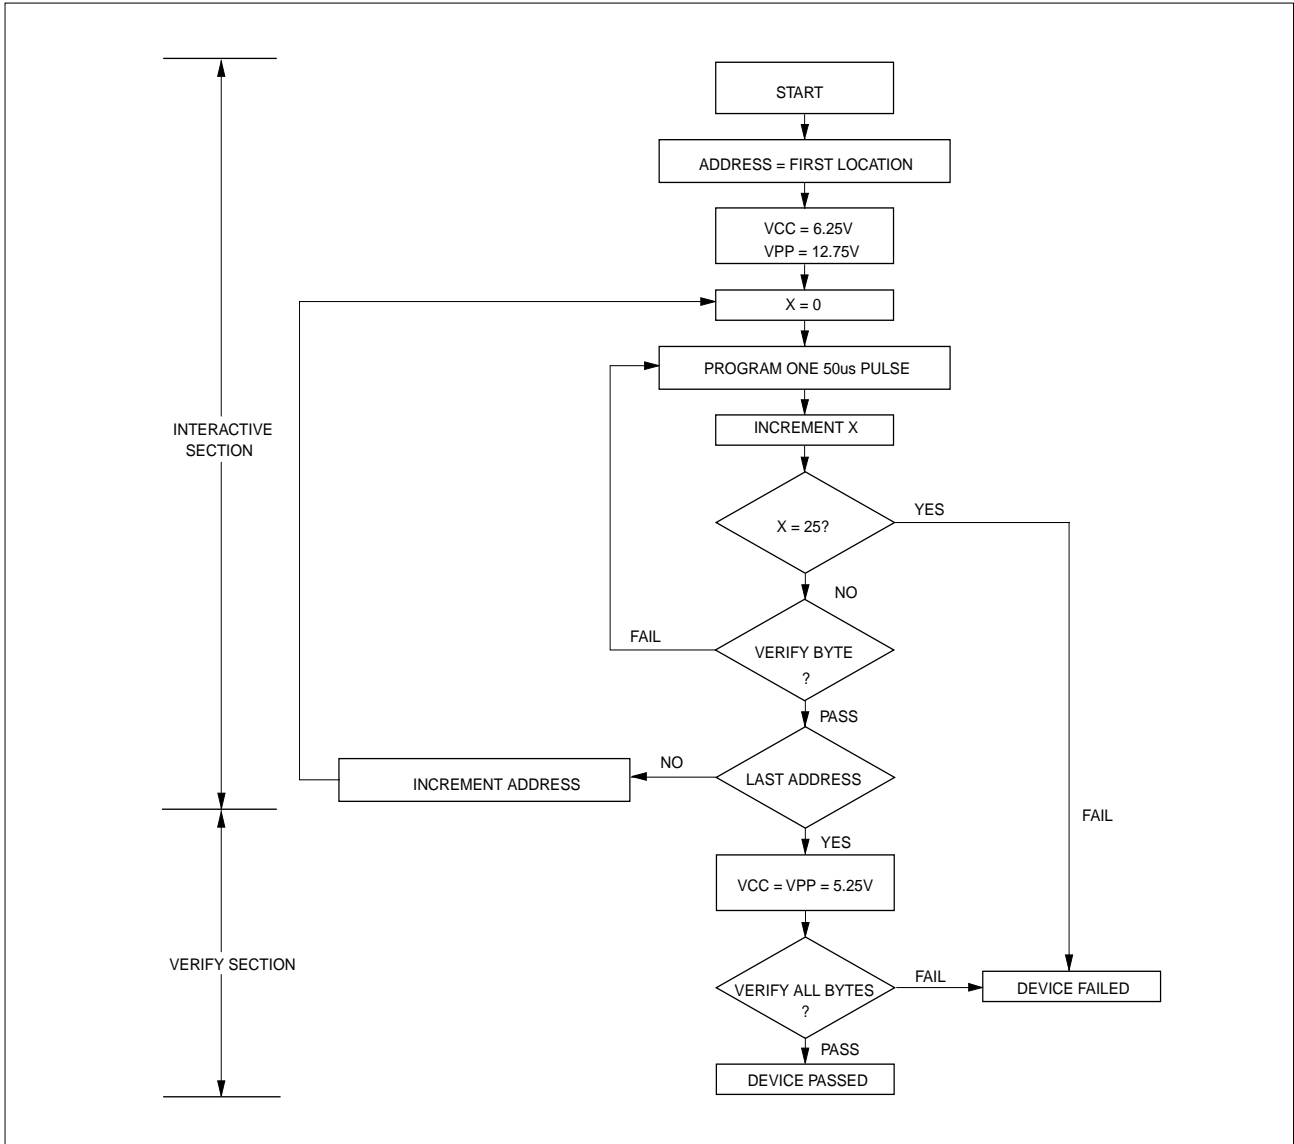 START
ADDRESS = FIRST LOCATION
VCC = 6.25V
VPP = 12.75V
X = 0
PROGRAM ONE 50us PULSE
INTERACTIVE
SECTION
INCREMENT X
X = 25?
YES
NO
FAIL
VERIFY BYTE
?
PASS
NO
LAST ADDRESS
INCREMENT ADDRESS
FAIL
YES
VCC = VPP = 5.25V
VERIFY SECTION
VERIFY ALL BYTES
?
FAIL
DEVICE FAILED
PASS
DEVICE PASSED